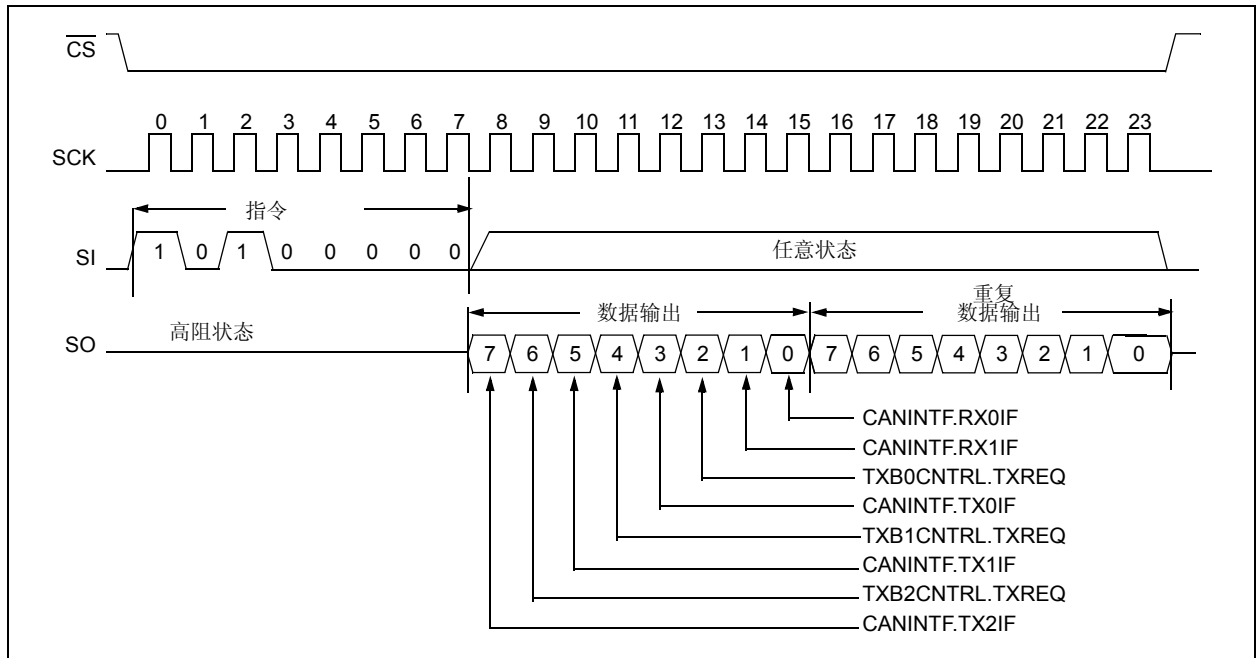 CS
0 1 2 3 4 5 6 7 8 9 10 11 12 13 14 15 16 17 18 19 20 21 22 23
SCK
指令
SI 1 0 1 0 0 0 0 0 任意状态
重复
数据输出 数据输出
高阻状态
SO 7 6 5 4 3 2 1 0 7 6 5 4 3 2 1 0
CANINTF.RX0IF
CANINTF.RX1IF
TXB0CNTRL.TXREQ
CANINTF.TX0IF
TXB1CNTRL.TXREQ
CANINTF.TX1IF
TXB2CNTRL.TXREQ
CANINTF.TX2IF